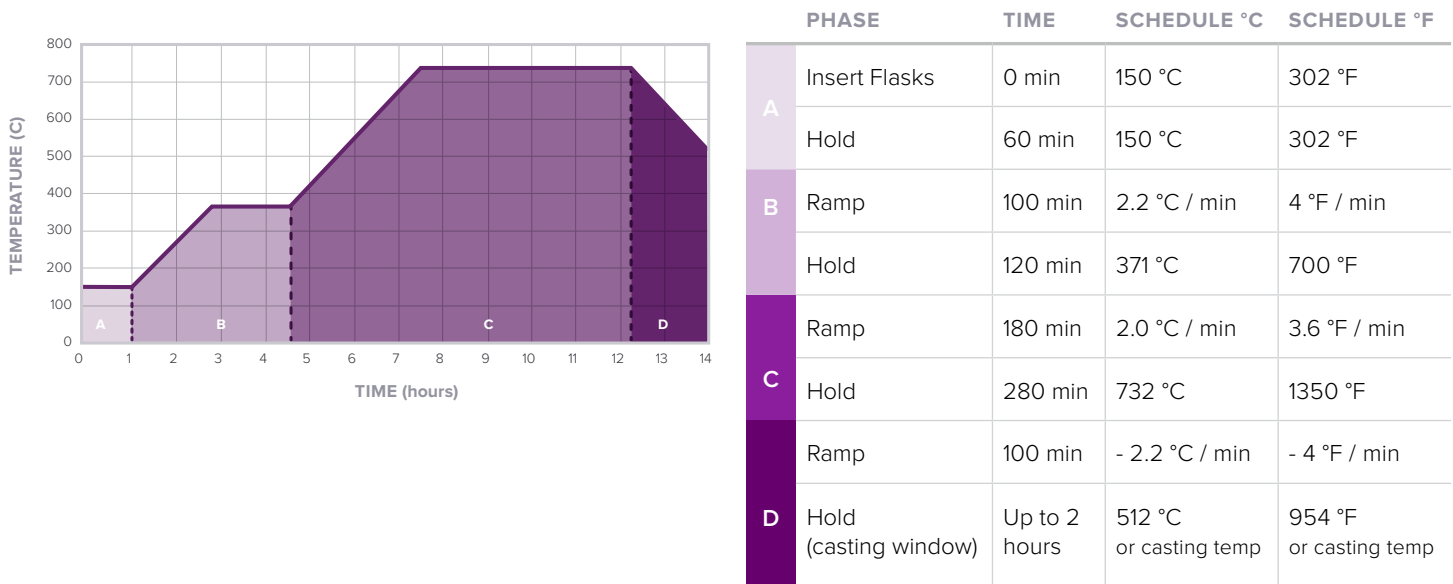 TEMPERATURE (C)
800
700
600
500
400
300
200
100
0
A
B
C
D
0 1 2 3 4 5 6 7 8 9 10 11 12 13 14
TIME (hours)
PHASE TIME SCHEDULE °C SCHEDULE °F
A
Insert Flasks 0 min 150 °C 302 °F
Hold 60 min 150 °C 302 °F
B
Ramp 100 min 2.2 °C / min 4 °F / min
Hold 120 min 371 °C 700 °F
C
Ramp 180 min 2.0 °C / min 3.6 °F / min
Hold 280 min 732 °C 1350 °F
D
Ramp 100 min - 2.2 °C / min - 4 °F / min
Hold Up to 2 512 °C 954 °F
(casting window) hours or casting temp or casting temp